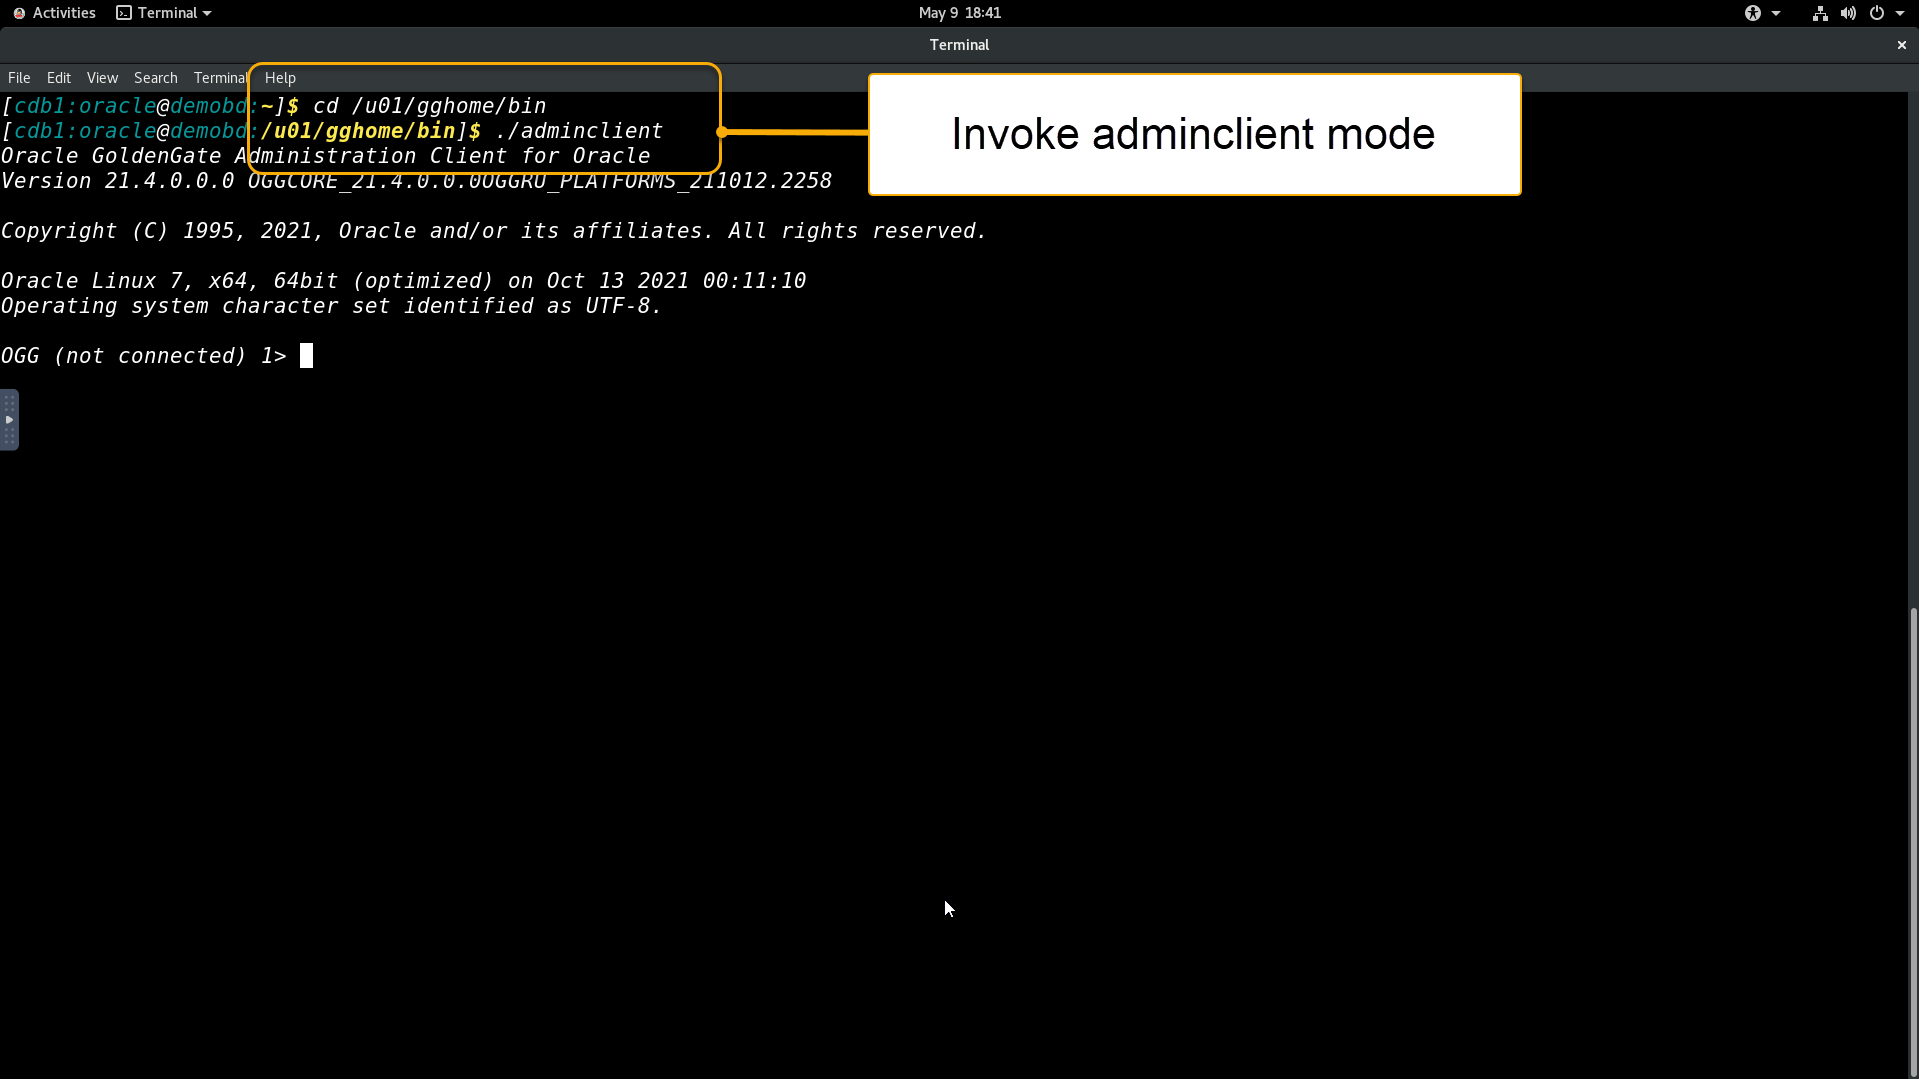 Activities Terminal May 9 18:41
Terminal
File Edit View Search Terminal Help
[cdb1:oracle@demobd:~]$ cd /u01/gghome/bin
[cdb1:oracle@demobd:/u01/gghome/bin]$ ./adminclient
Invoke adminclient mode
Oracle GoldenGate Administration Client for Oracle
Version 21.4.0.0.0 OGGCORE_21.4.0.0.0OGGRU_PLATFORMS_211012.2258
Copyright (C) 1995, 2021, Oracle and/or its affiliates. All rights reserved.
Oracle Linux 7, x64, 64bit (optimized) on Oct 13 2021 00:11:10
Operating system character set identified as UTF-8.
OGG (not connected) 1>